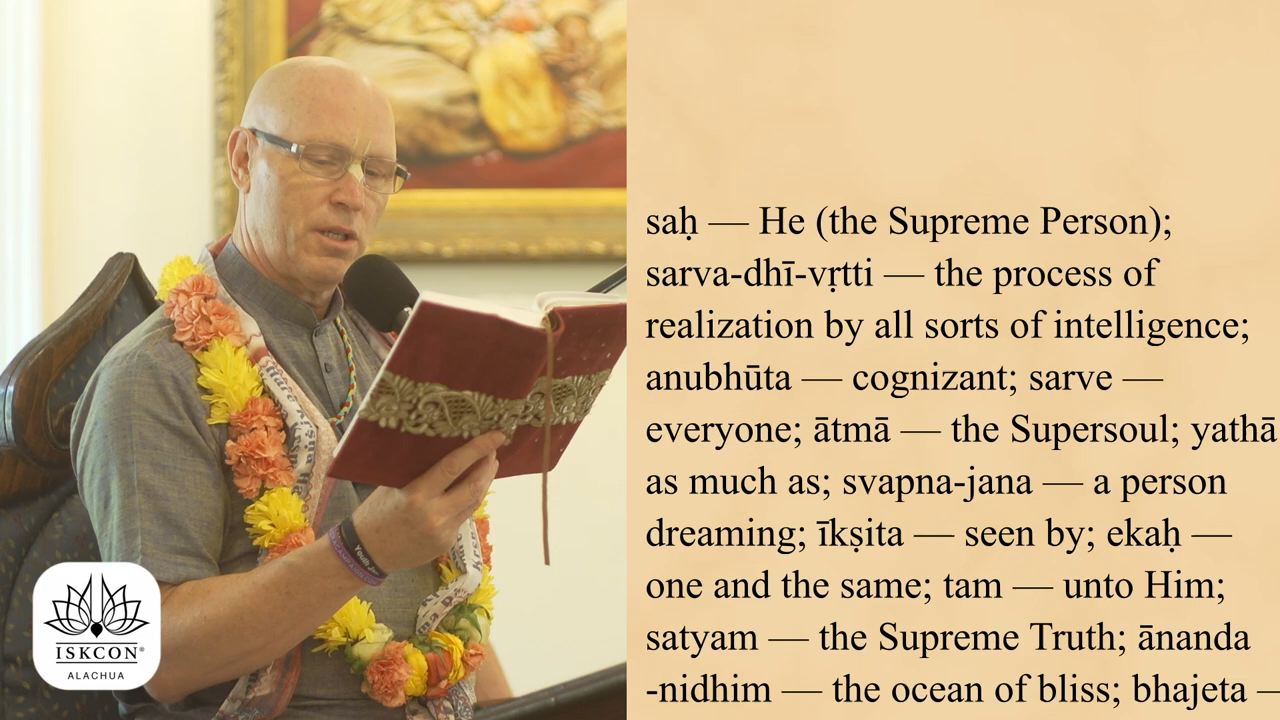 saḥ — He (the Supreme Person);
sarva-dhī-vṛtti — the process of
realization by all sorts of intelligence;
anubhūta — cognizant; sarve —
everyone; ātmā — the Supersoul; yathā
as much as; svapna-jana — a person
dreaming; īkṣita — seen by; ekaḥ —
one and the same; tam — unto Him;
satyam — the Supreme Truth; ānanda
-nidhim — the ocean of bliss; bhajeta —
Youth
ISKCON®
ALACHUA